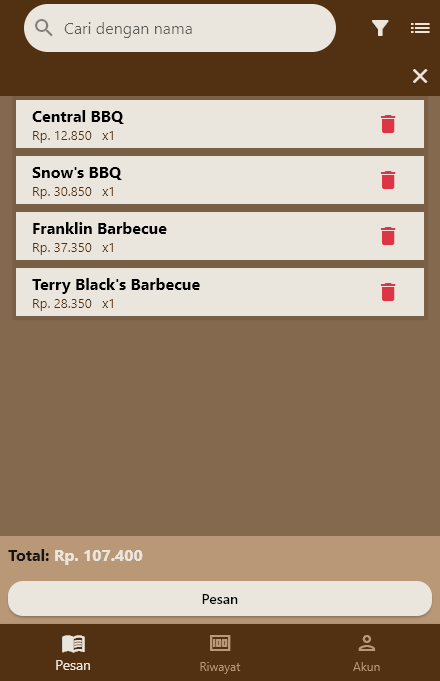 Cari dengan nama
Central BBQ
Rp. 12.850 x1
Snow's BBQ
Rp. 30.850 x1
Franklin Barbecue
Rp. 37.350 x1
Terry Black's Barbecue
Rp. 28.350 x1
Total: Rp. 107.400
Pesan
100
Pesan Riwayat Akun